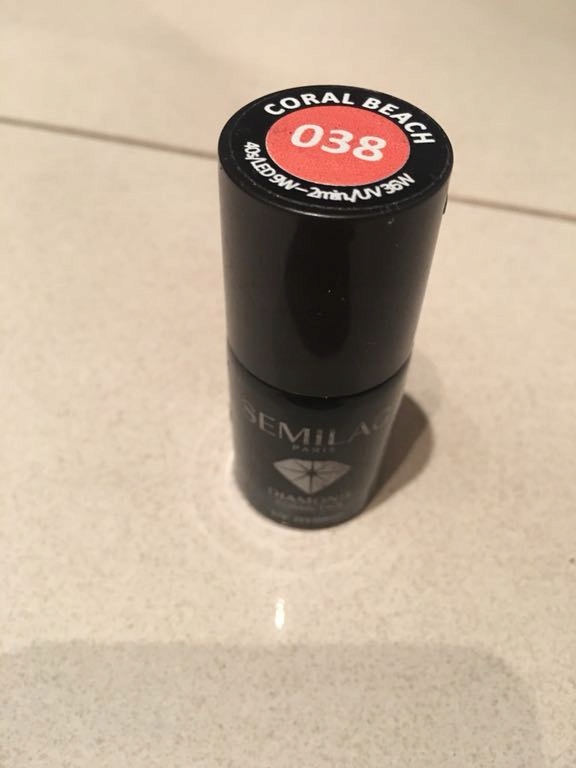 CORAL BEACH
038
40s/LED 9W – 2min./UV 36W
SEMiLAC
PARIS
DIAMOND